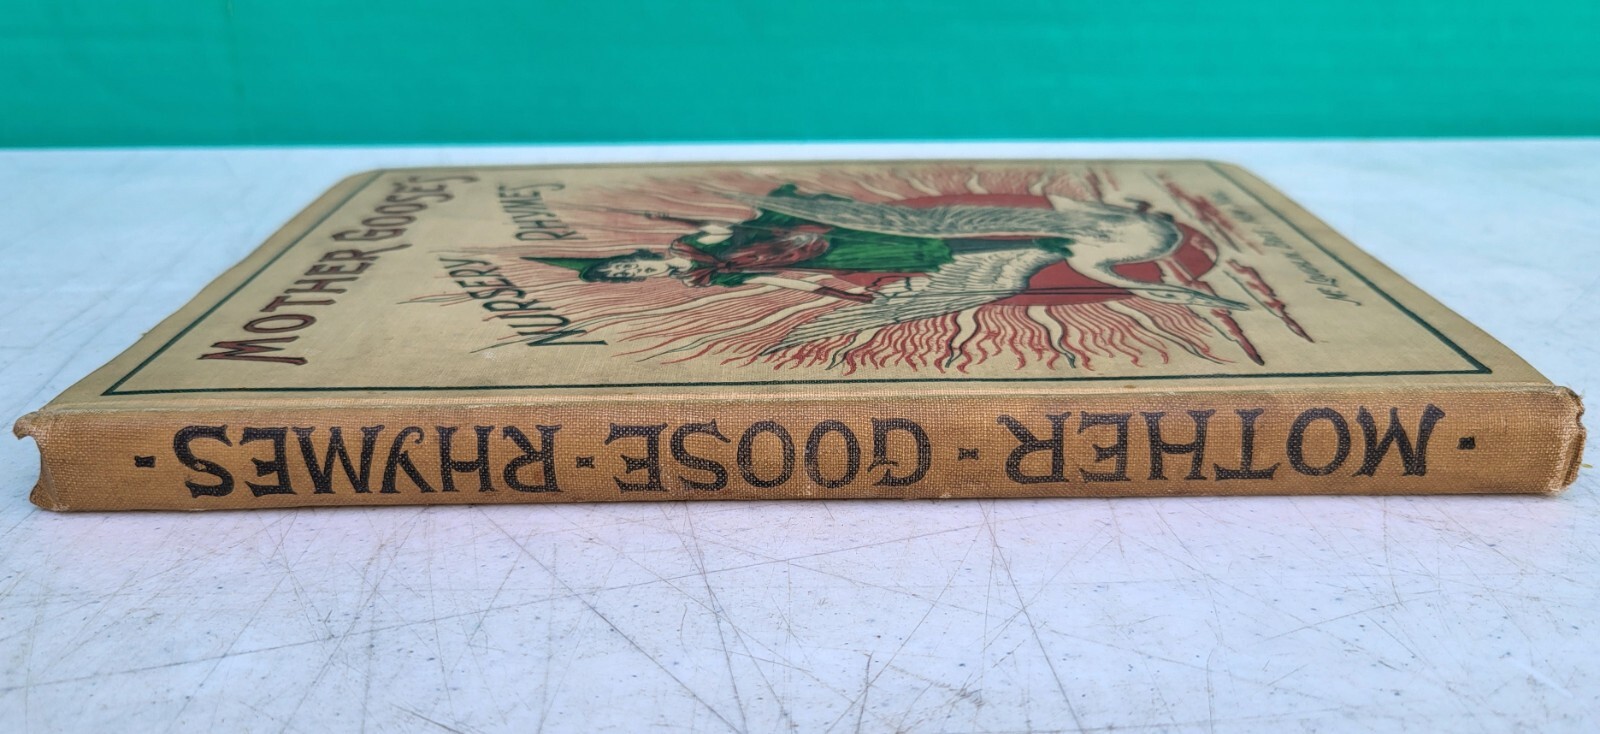 MOTHER GOOSE'S
NURSERY
RHYMES
· MOTHER · GOOSE · RHYMES ·